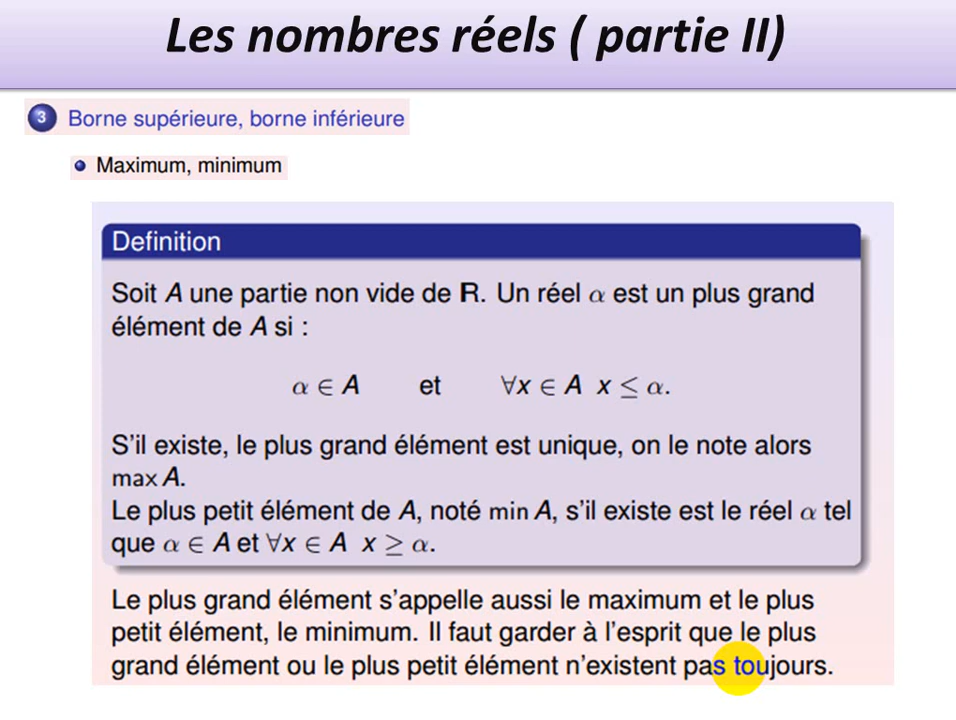 Les nombres réels ( partie II)
3 Borne supérieure, borne inférieure
Maximum, minimum
Definition
Soit A une partie non vide de R. Un réel α est un plus grand
élément de A si :
α ∈ A et ∀x ∈ A x ≤ α.
S'il existe, le plus grand élément est unique, on le note alors
max A.
Le plus petit élément de A, noté min A, s'il existe est le réel α tel
que α ∈ A et ∀x ∈ A x ≥ α.
Le plus grand élément s'appelle aussi le maximum et le plus
petit élément, le minimum. Il faut garder à l'esprit que le plus
grand élément ou le plus petit élément n'existent pas toujours.